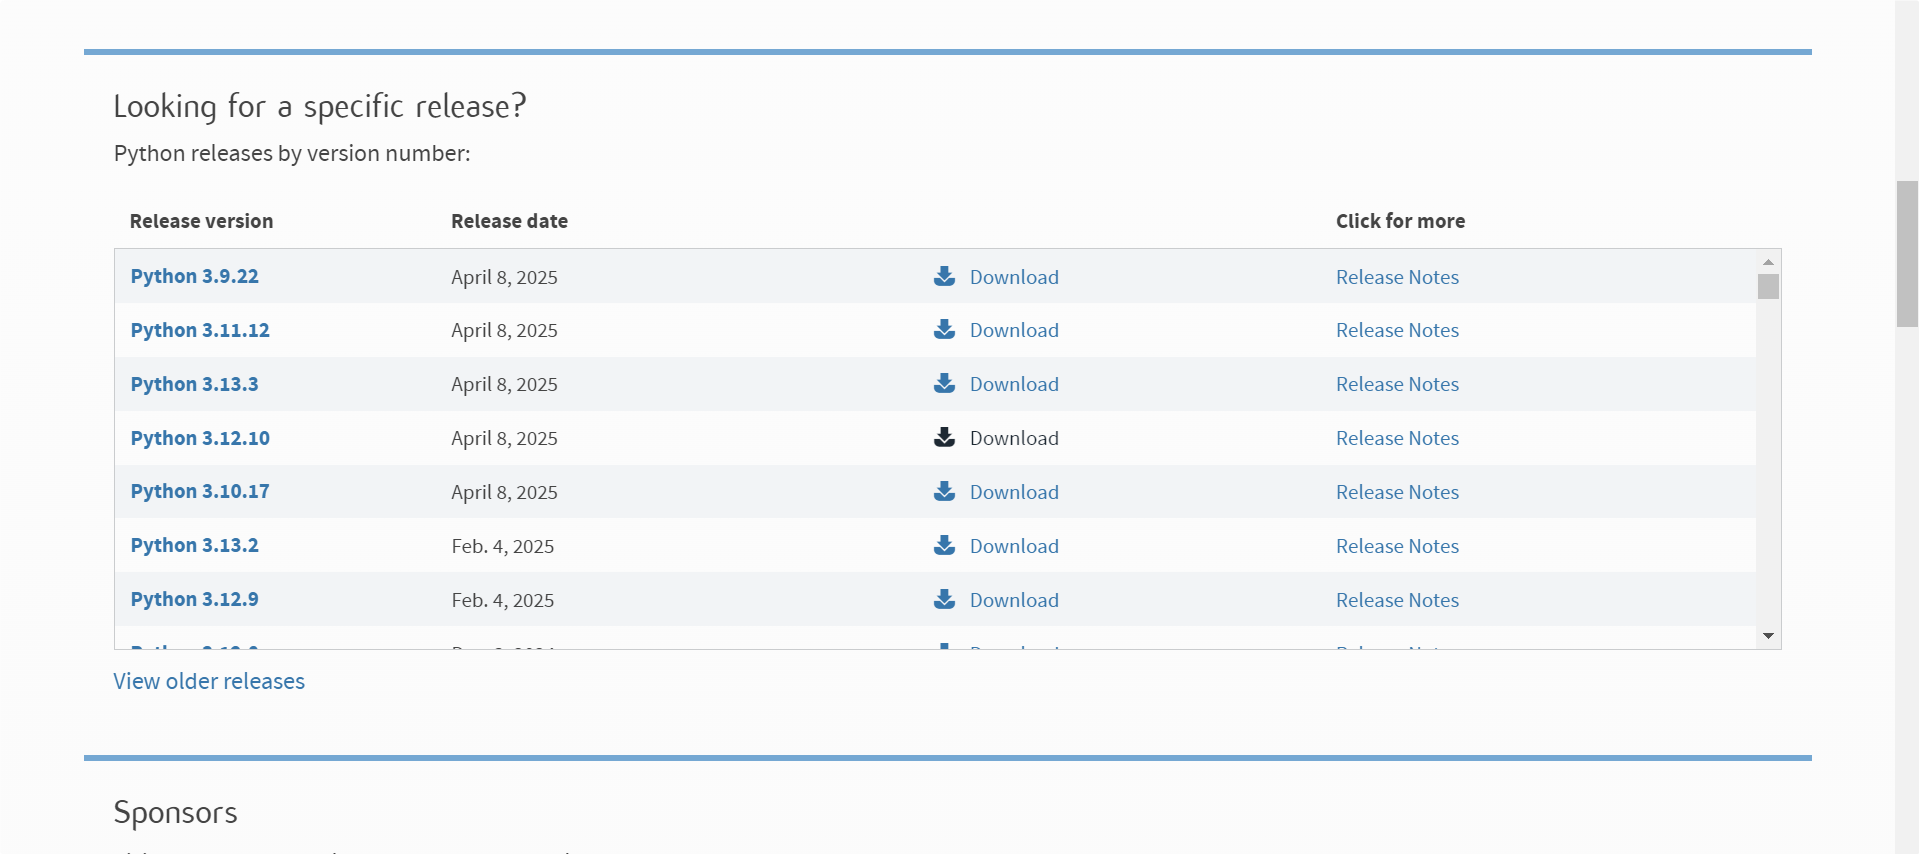 Looking for a specific release?
Python releases by version number:
Release version Release date Click for more
Python 3.9.22 April 8, 2025 Download Release Notes
Python 3.11.12 April 8, 2025 Download Release Notes
Python 3.13.3 April 8, 2025 Download Release Notes
Python 3.12.10 April 8, 2025 Download Release Notes
Python 3.10.17 April 8, 2025 Download Release Notes
Python 3.13.2 Feb. 4, 2025 Download Release Notes
Python 3.12.9 Feb. 4, 2025 Download Release Notes
View older releases
Sponsors